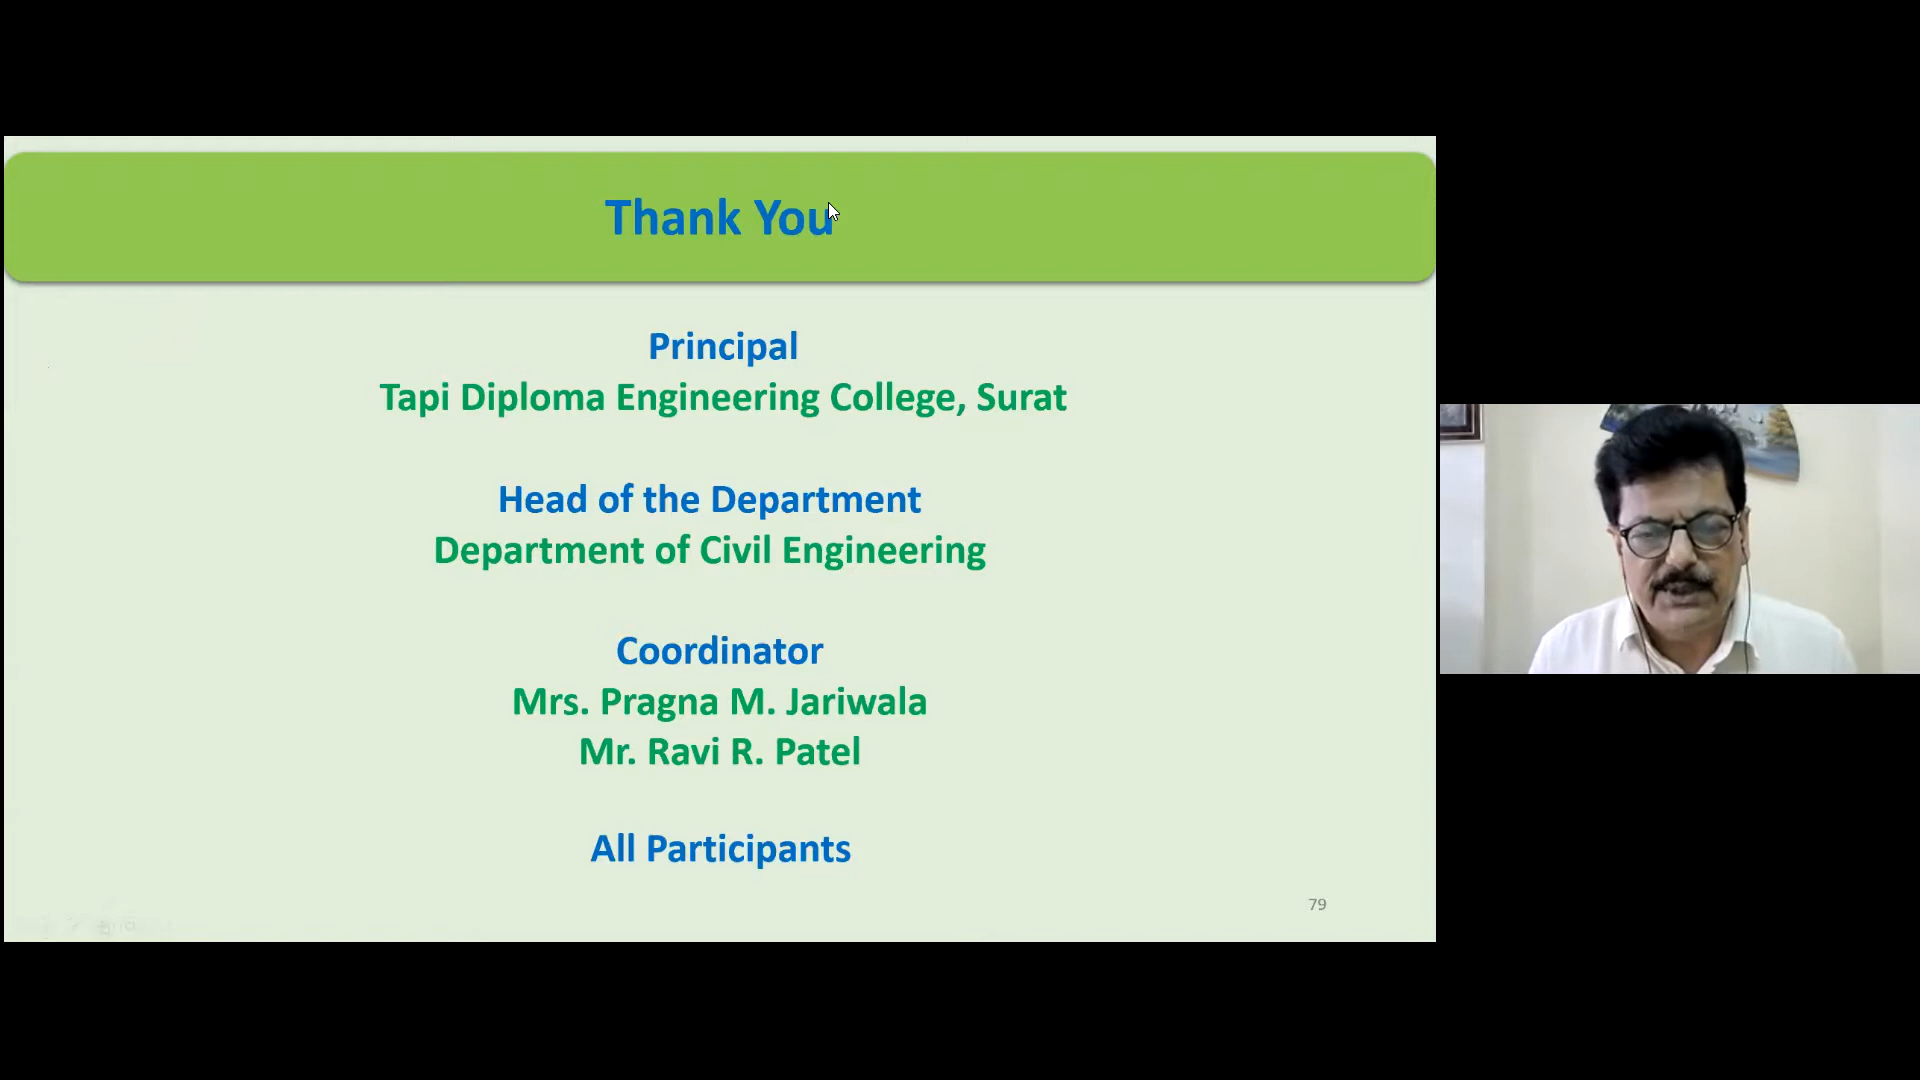 Thank You
Principal
Tapi Diploma Engineering College, Surat
Head of the Department
Department of Civil Engineering
Coordinator
Mrs. Pragna M. Jariwala
Mr. Ravi R. Patel
All Participants
79